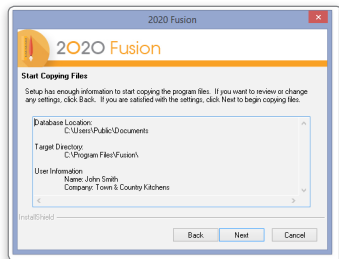 2020 Fusion
2020 Fusion
Start Copying Files
Setup has enough information to start copying the program files. If you want to review or change
any settings, click Back. If you are satisfied with the settings, click Next to begin copying files.
Database Location:
C:\Users\Public\Documents
Target Directory:
C:\Program Files\Fusion\
User Information
Name: John Smith
Company: Town & Country Kitchens
InstallShield
Back Next Cancel